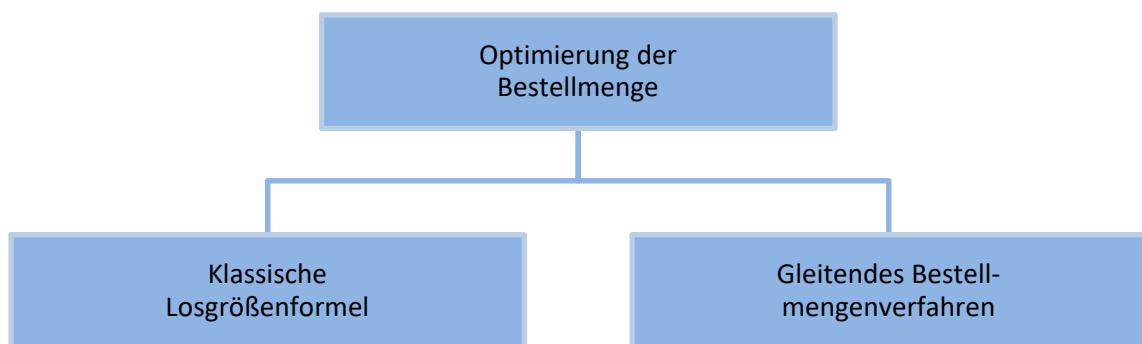 Optimierung der
Bestellmenge
Klassische
Losgrößenformel
Gleitendes Bestell-
mengenverfahren